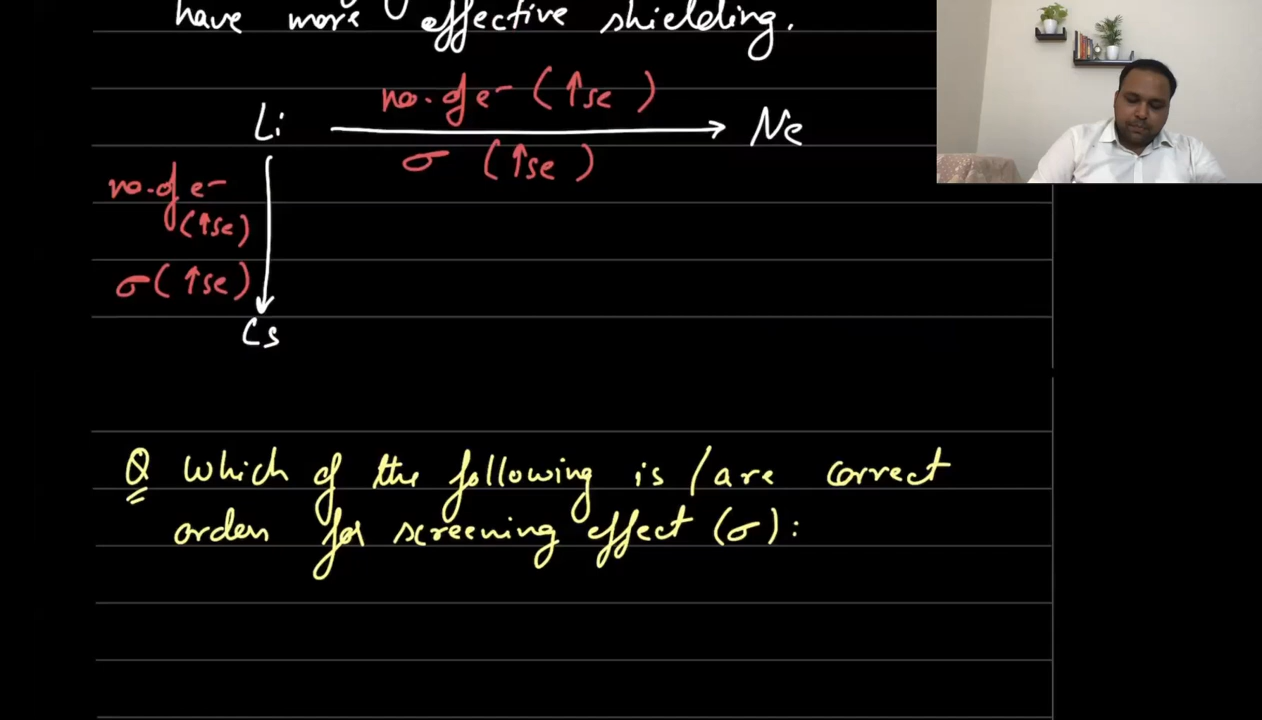 have more effective shielding.
no. of e⁻ (↑se)
Li → Ne
σ (↑se)
no. of e⁻
(↑se)
σ (↑se)
Cs
Q Which of the following is / are correct
order for screening effect (σ) :